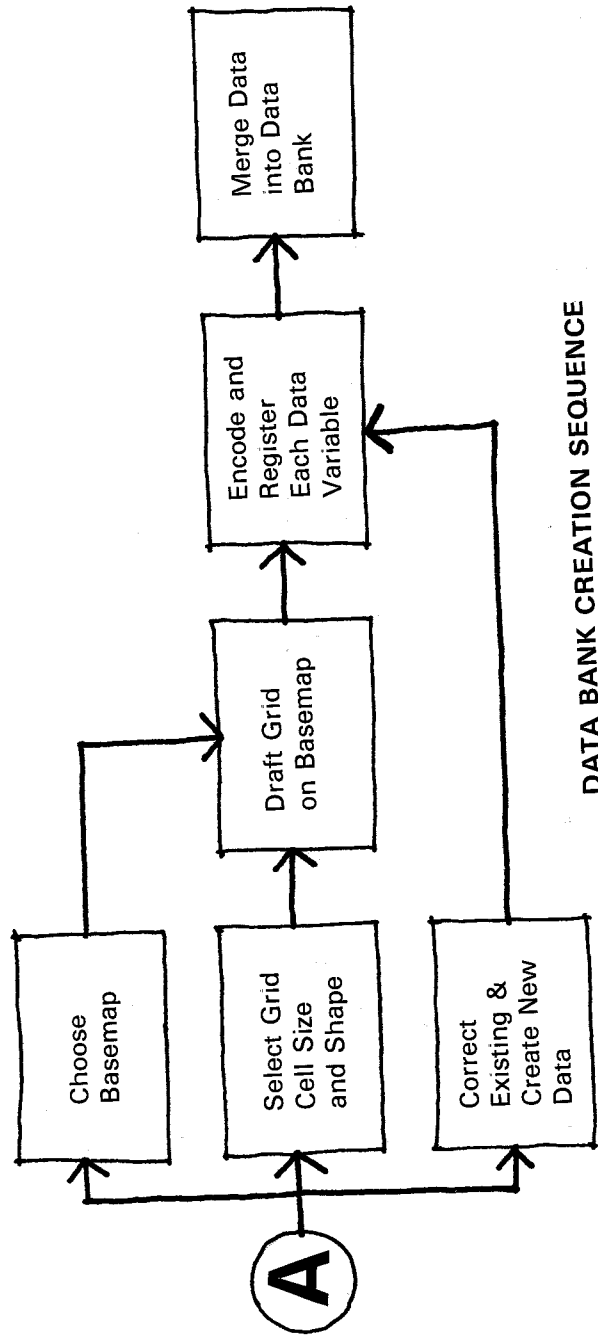 A
Choose
Basemap
Select Grid
Cell Size
and Shape
Correct
Existing &
Create New
Data
Draft Grid
on Basemap
Encode and
Register
Each Data
Variable
Merge Data
into Data
Bank
DATA BANK CREATION SEQUENCE